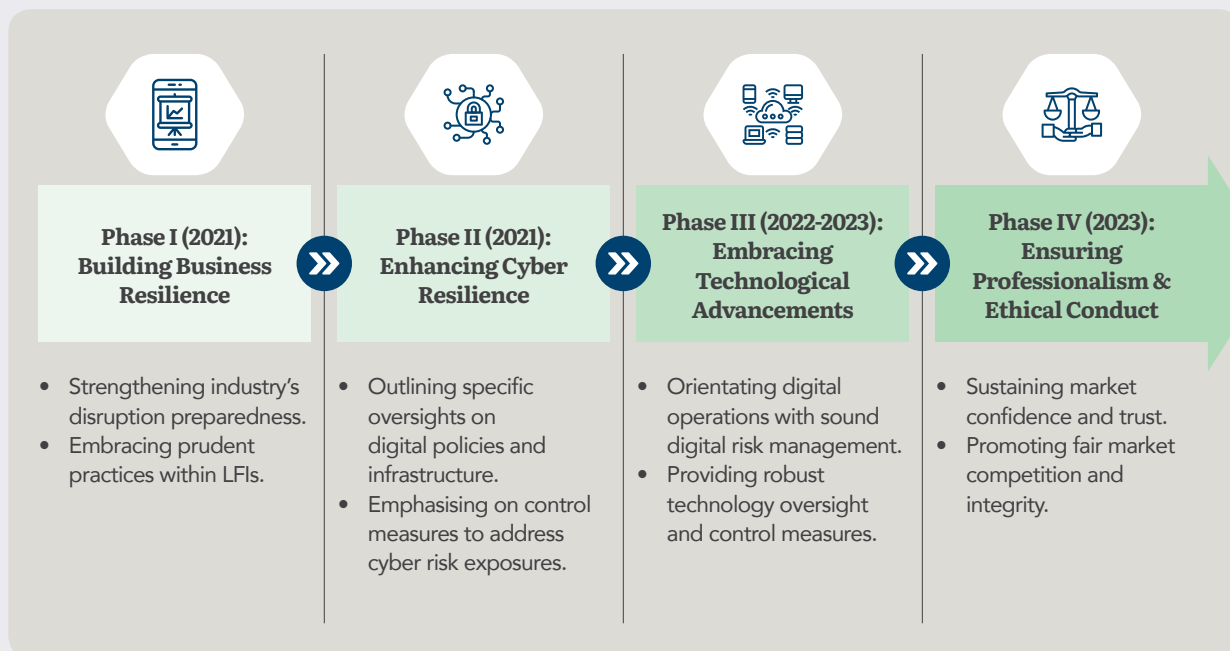 Phase I (2021):
Building Business
Resilience
• Strengthening industry's
disruption preparedness.
• Embracing prudent
practices within LFIs.
Phase II (2021):
Enhancing Cyber
Resilience
• Outlining specific
oversights on
digital policies and
infrastructure.
• Emphasising on control
measures to address
cyber risk exposures.
Phase III (2022-2023):
Embracing
Technological
Advancements
• Orientating digital
operations with sound
digital risk management.
• Providing robust
technology oversight
and control measures.
Phase IV (2023):
Ensuring
Professionalism &
Ethical Conduct
• Sustaining market
confidence and trust.
• Promoting fair market
competition and
integrity.